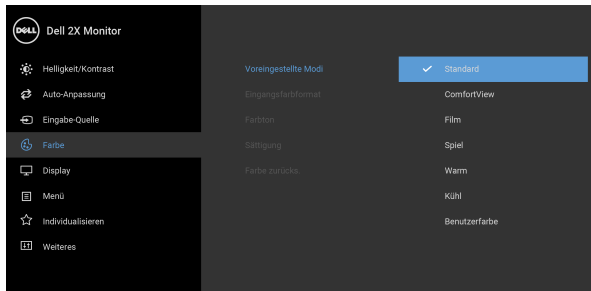 DELL
Dell 2X Monitor
Helligkeit/Kontrast
Auto-Anpassung
Eingabe-Quelle
Farbe
Display
Menü
Individualisieren
Weiteres
Voreingestellte Modi
Eingangsfarbformat
Farbton
Sättigung
Farbe zurücks
Standard
ComfortView
Film
Spiel
Warm
Kühl
Benutzerfarbe